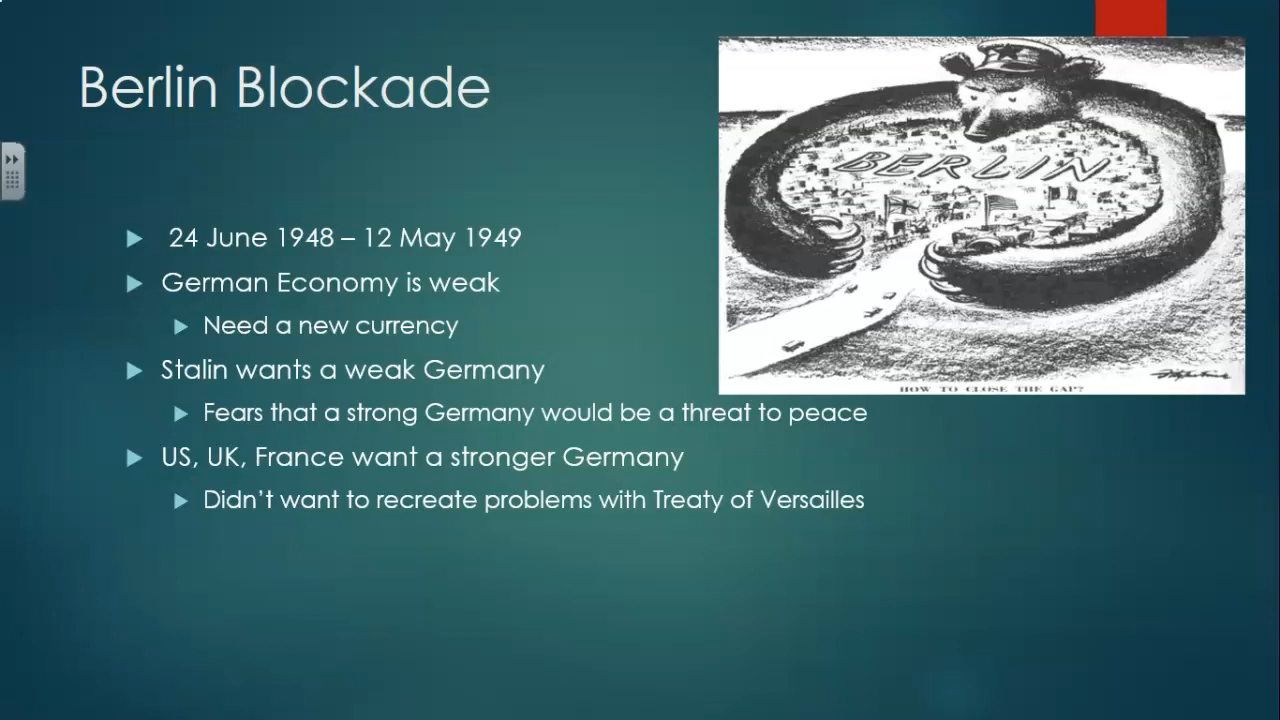 Berlin Blockade
BERLIN
HOW TO CLOSE THE GAP?
24 June 1948 – 12 May 1949
German Economy is weak
Need a new currency
Stalin wants a weak Germany
Fears that a strong Germany would be a threat to peace
US, UK, France want a stronger Germany
Didn’t want to recreate problems with Treaty of Versailles